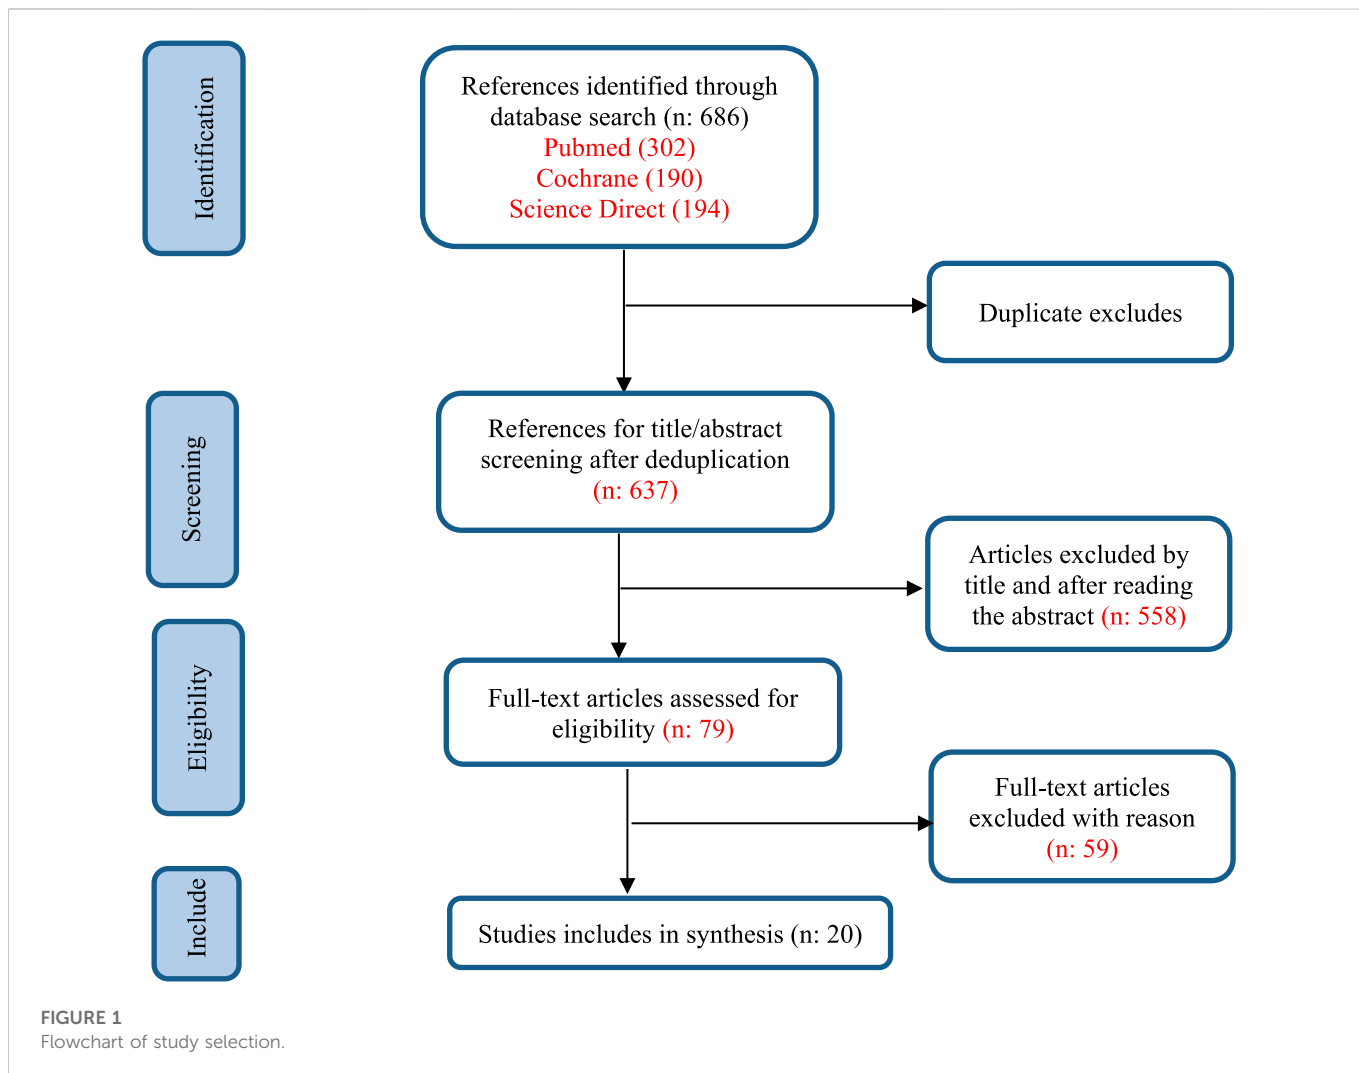 Identification
References identified through
database search (n: 686)
Pubmed (302)
Cochrane (190)
Science Direct (194)
Duplicate excludes
Screening
References for title/abstract
screening after deduplication
(n: 637)
Articles excluded by
title and after reading
the abstract (n: 558)
Eligibility
Full-text articles assessed for
eligibility (n: 79)
Full-text articles
excluded with reason
(n: 59)
Include
Studies includes in synthesis (n: 20)
FIGURE 1
Flowchart of study selection.